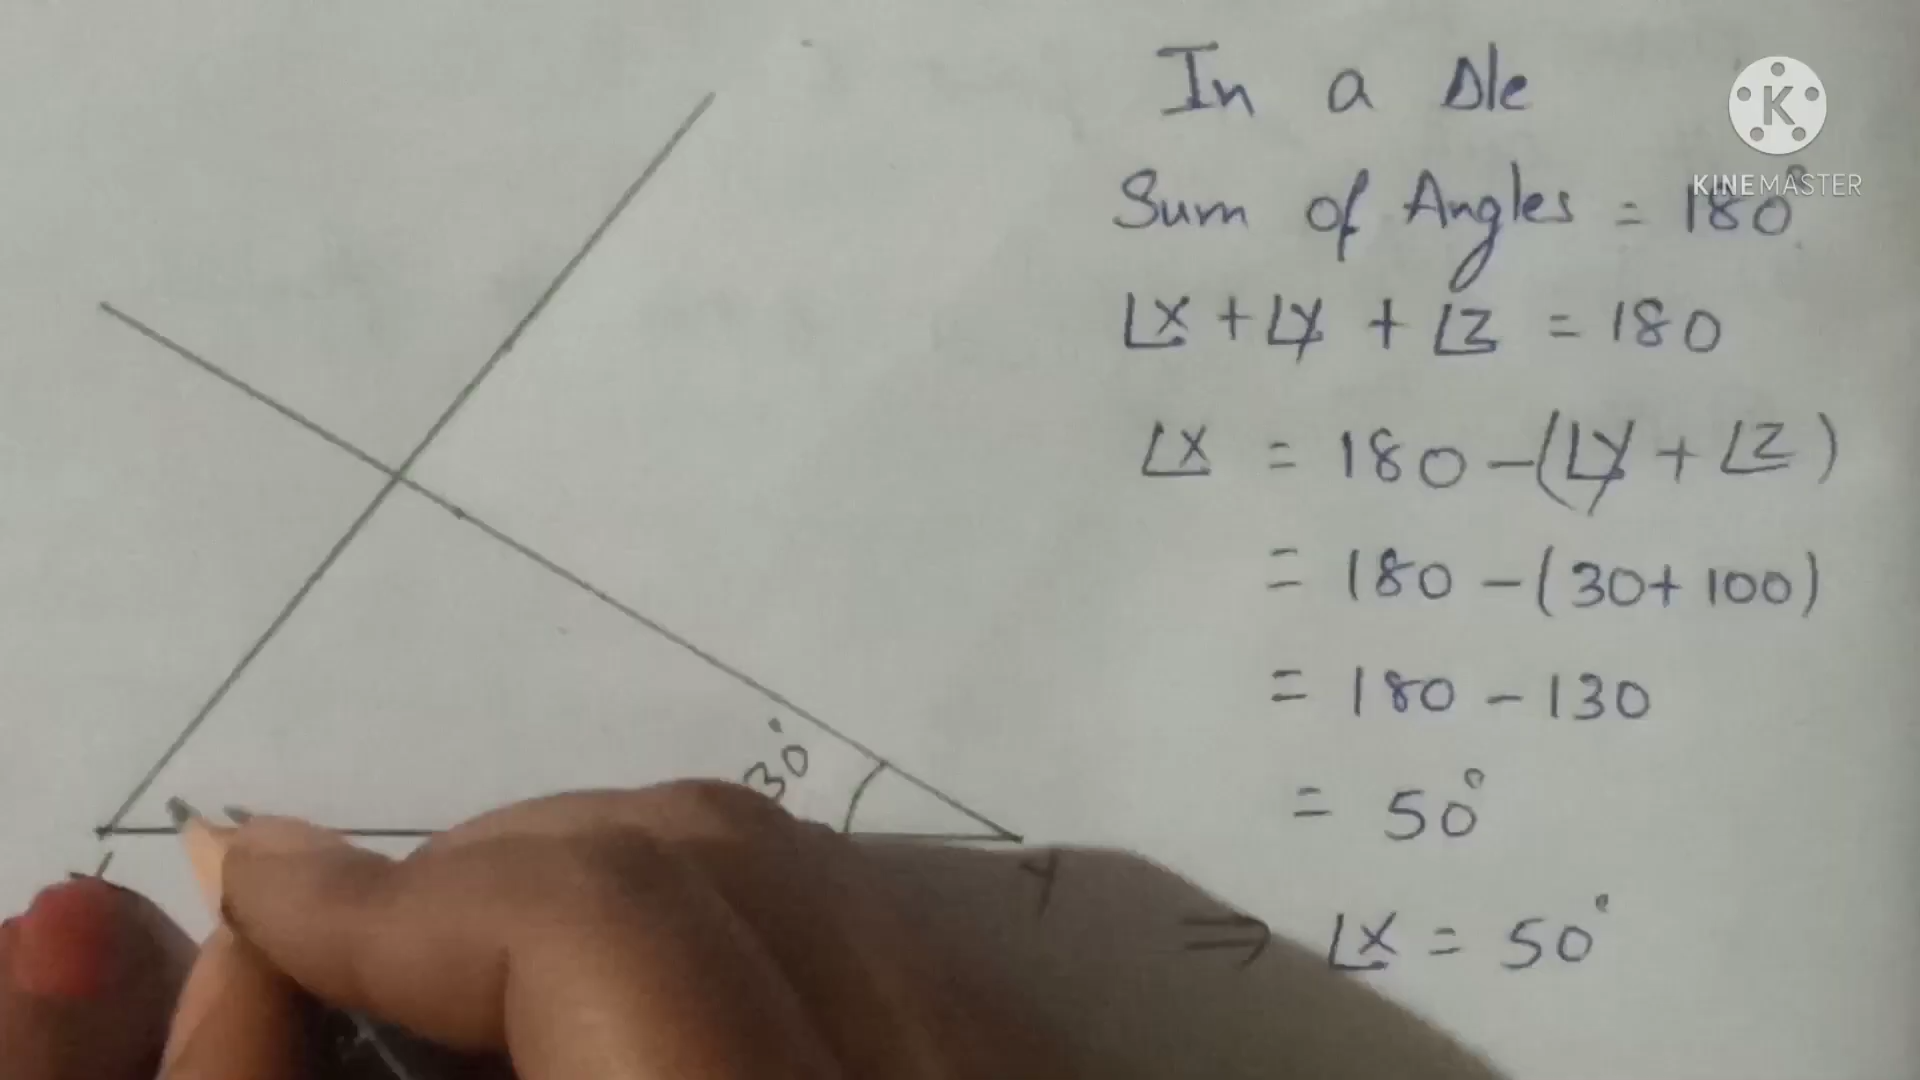 In a Δle
Sum of Angles = 180°
∠X + ∠Y + ∠Z = 180
∠X = 180 - (∠Y + ∠Z)
= 180 - (30 + 100)
= 180 - 130
= 50°
⇒ ∠X = 50°
30°
Y
K
KINEMASTER